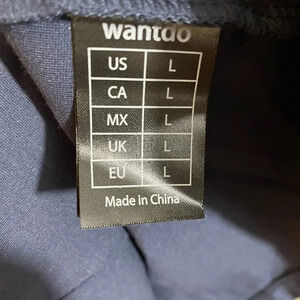 wantdo
US L
CA L
MX L
UK L
EU L
Made in China